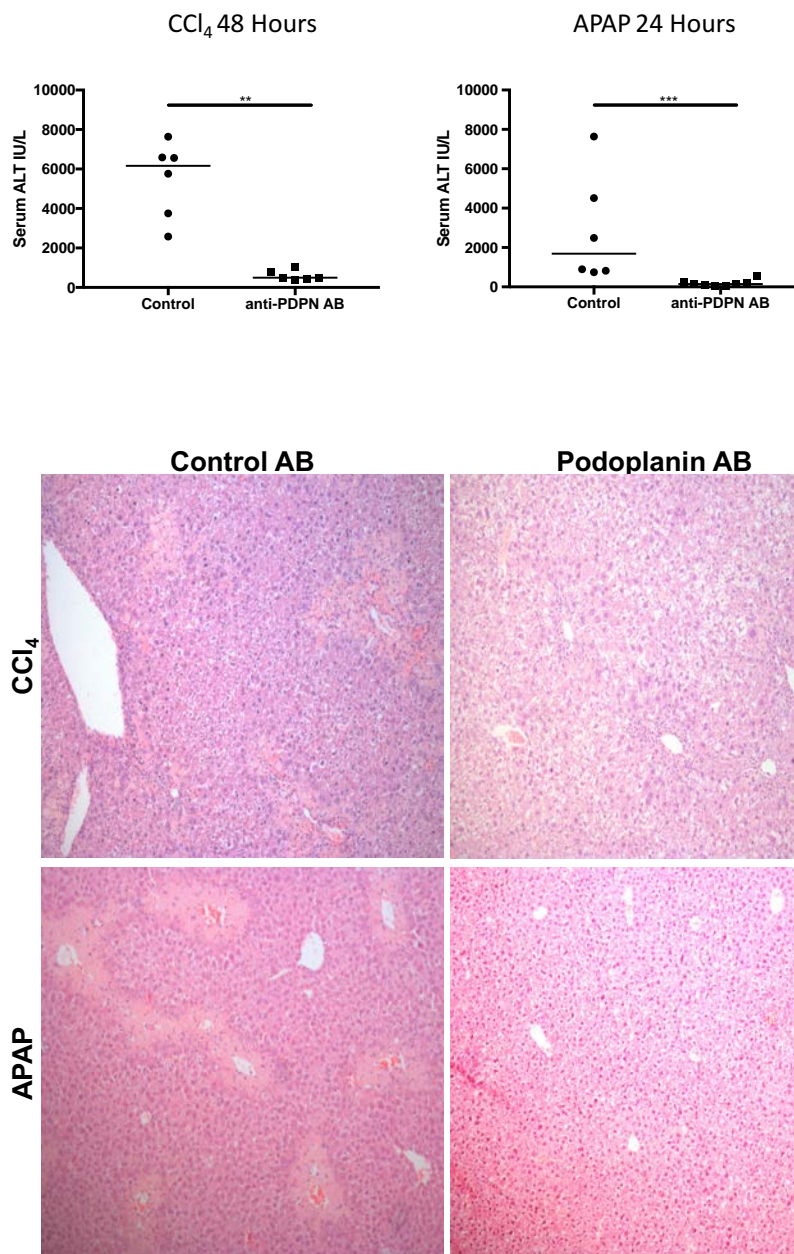 CCl₄ 48 Hours
APAP 24 Hours
Serum ALT IU/L
10000
8000
6000
4000
2000
0
**
Control
anti-PDPN AB
Serum ALT IU/L
10000
8000
6000
4000
2000
0
***
Control
anti-PDPN AB
Control AB
Podoplanin AB
CCl₄
APAP